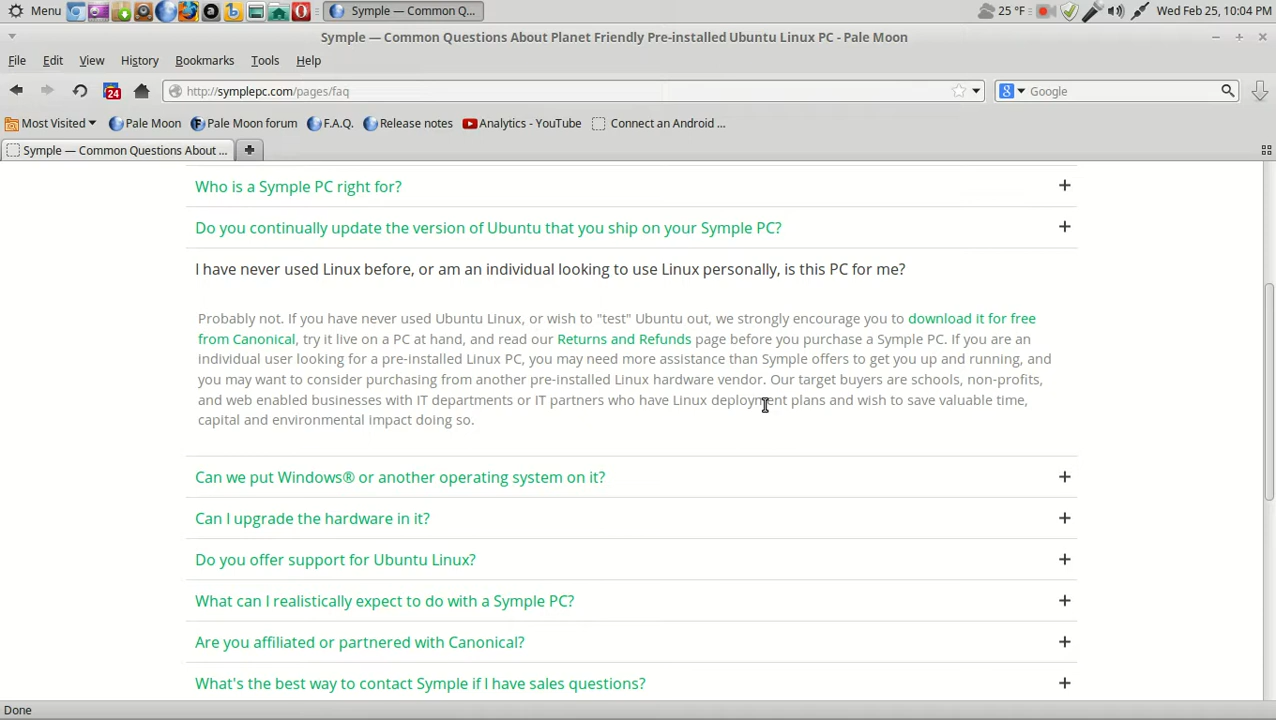 Menu
Symple — Common Q...
25 °F
Wed Feb 25, 10:04 PM
Symple — Common Questions About Planet Friendly Pre-installed Ubuntu Linux PC - Pale Moon
File Edit View History Bookmarks Tools Help
24
http://symplepc.com/pages/faq
8 Google
Most Visited Pale Moon Pale Moon forum F.A.Q. Release notes Analytics - YouTube Connect an Android ...
Symple — Common Questions About ...
Who is a Symple PC right for? +
Do you continually update the version of Ubuntu that you ship on your Symple PC? +
I have never used Linux before, or am an individual looking to use Linux personally, is this PC for me?
Probably not. If you have never used Ubuntu Linux, or wish to "test" Ubuntu out, we strongly encourage you to download it for free
from Canonical, try it live on a PC at hand, and read our Returns and Refunds page before you purchase a Symple PC. If you are an
individual user looking for a pre-installed Linux PC, you may need more assistance than Symple offers to get you up and running, and
you may want to consider purchasing from another pre-installed Linux hardware vendor. Our target buyers are schools, non-profits,
and web enabled businesses with IT departments or IT partners who have Linux deployment plans and wish to save valuable time,
capital and environmental impact doing so.
Can we put Windows® or another operating system on it? +
Can I upgrade the hardware in it? +
Do you offer support for Ubuntu Linux? +
What can I realistically expect to do with a Symple PC? +
Are you affiliated or partnered with Canonical? +
What's the best way to contact Symple if I have sales questions? +
Done